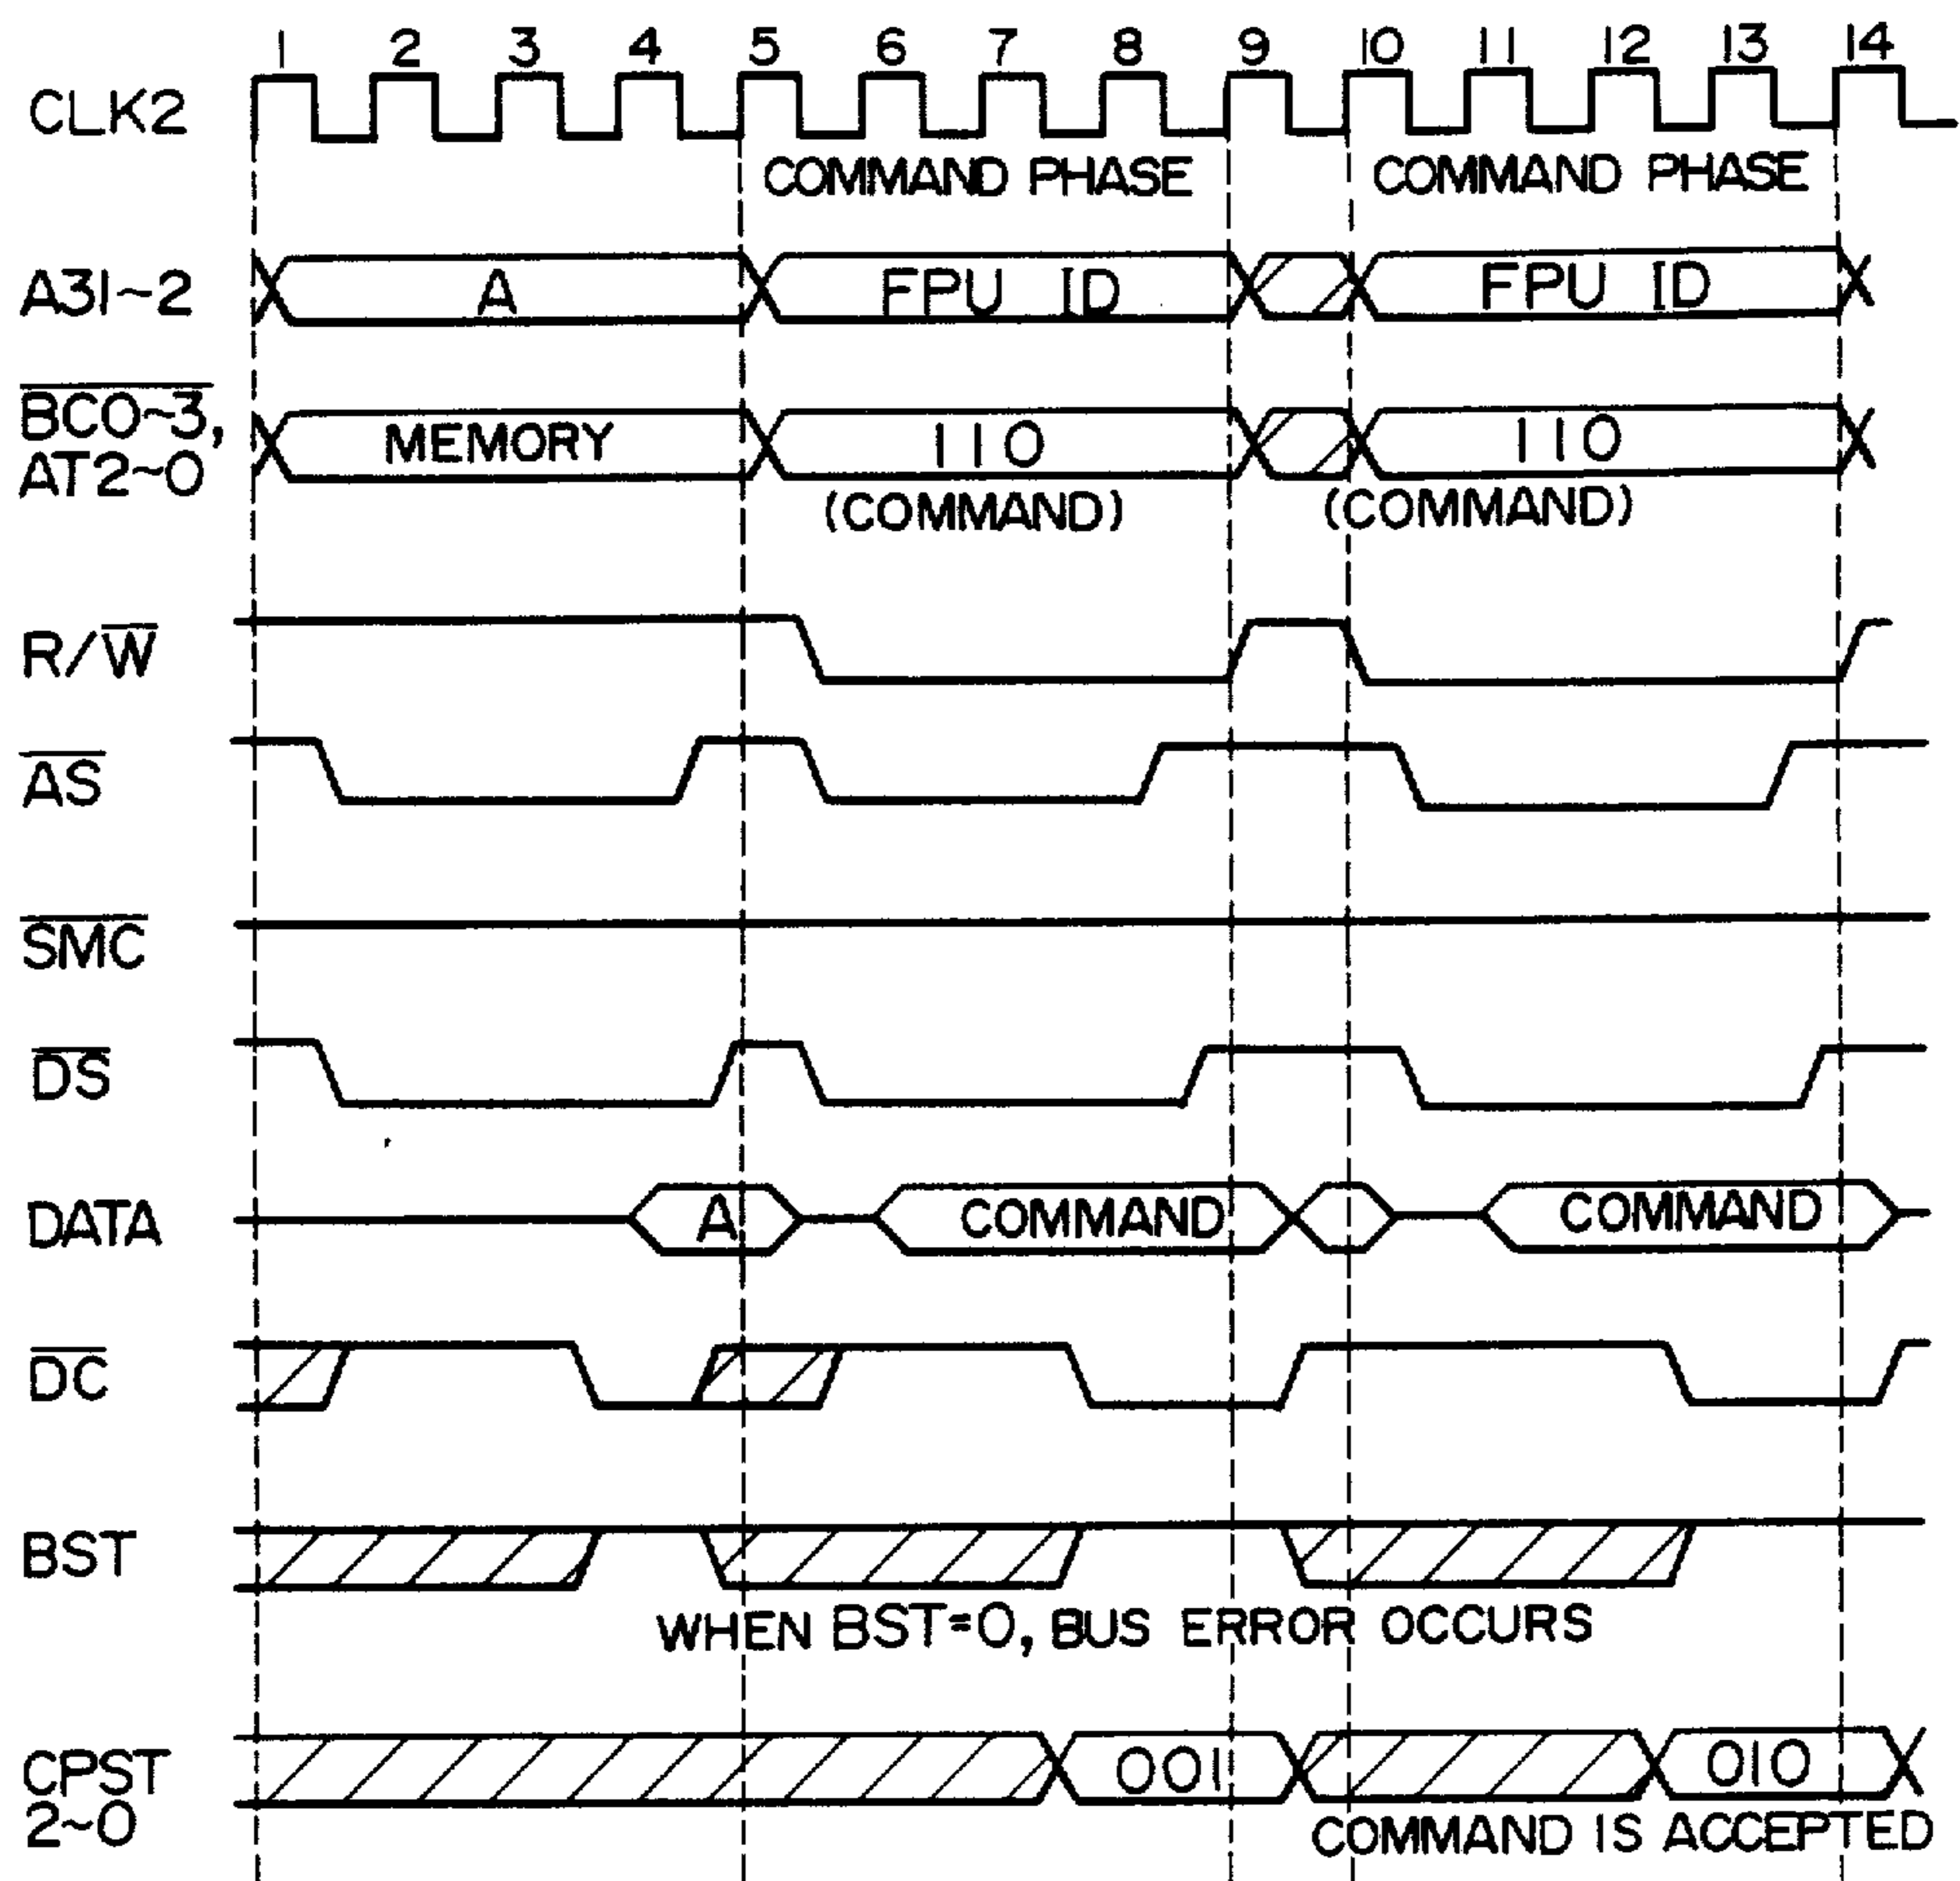 1 2 3 4 5 6 7 8 9 10 11 12 13 14
CLK2
COMMAND PHASE COMMAND PHASE
A31~2 A FPU ID FPU ID
BC0~3,
AT2~0 MEMORY 110 110
(COMMAND) (COMMAND)
R/W
AS
SMC
DS
DATA A COMMAND COMMAND
DC
BST
WHEN BST=0, BUS ERROR OCCURS
CPST
2~0 001 010
COMMAND IS ACCEPTED